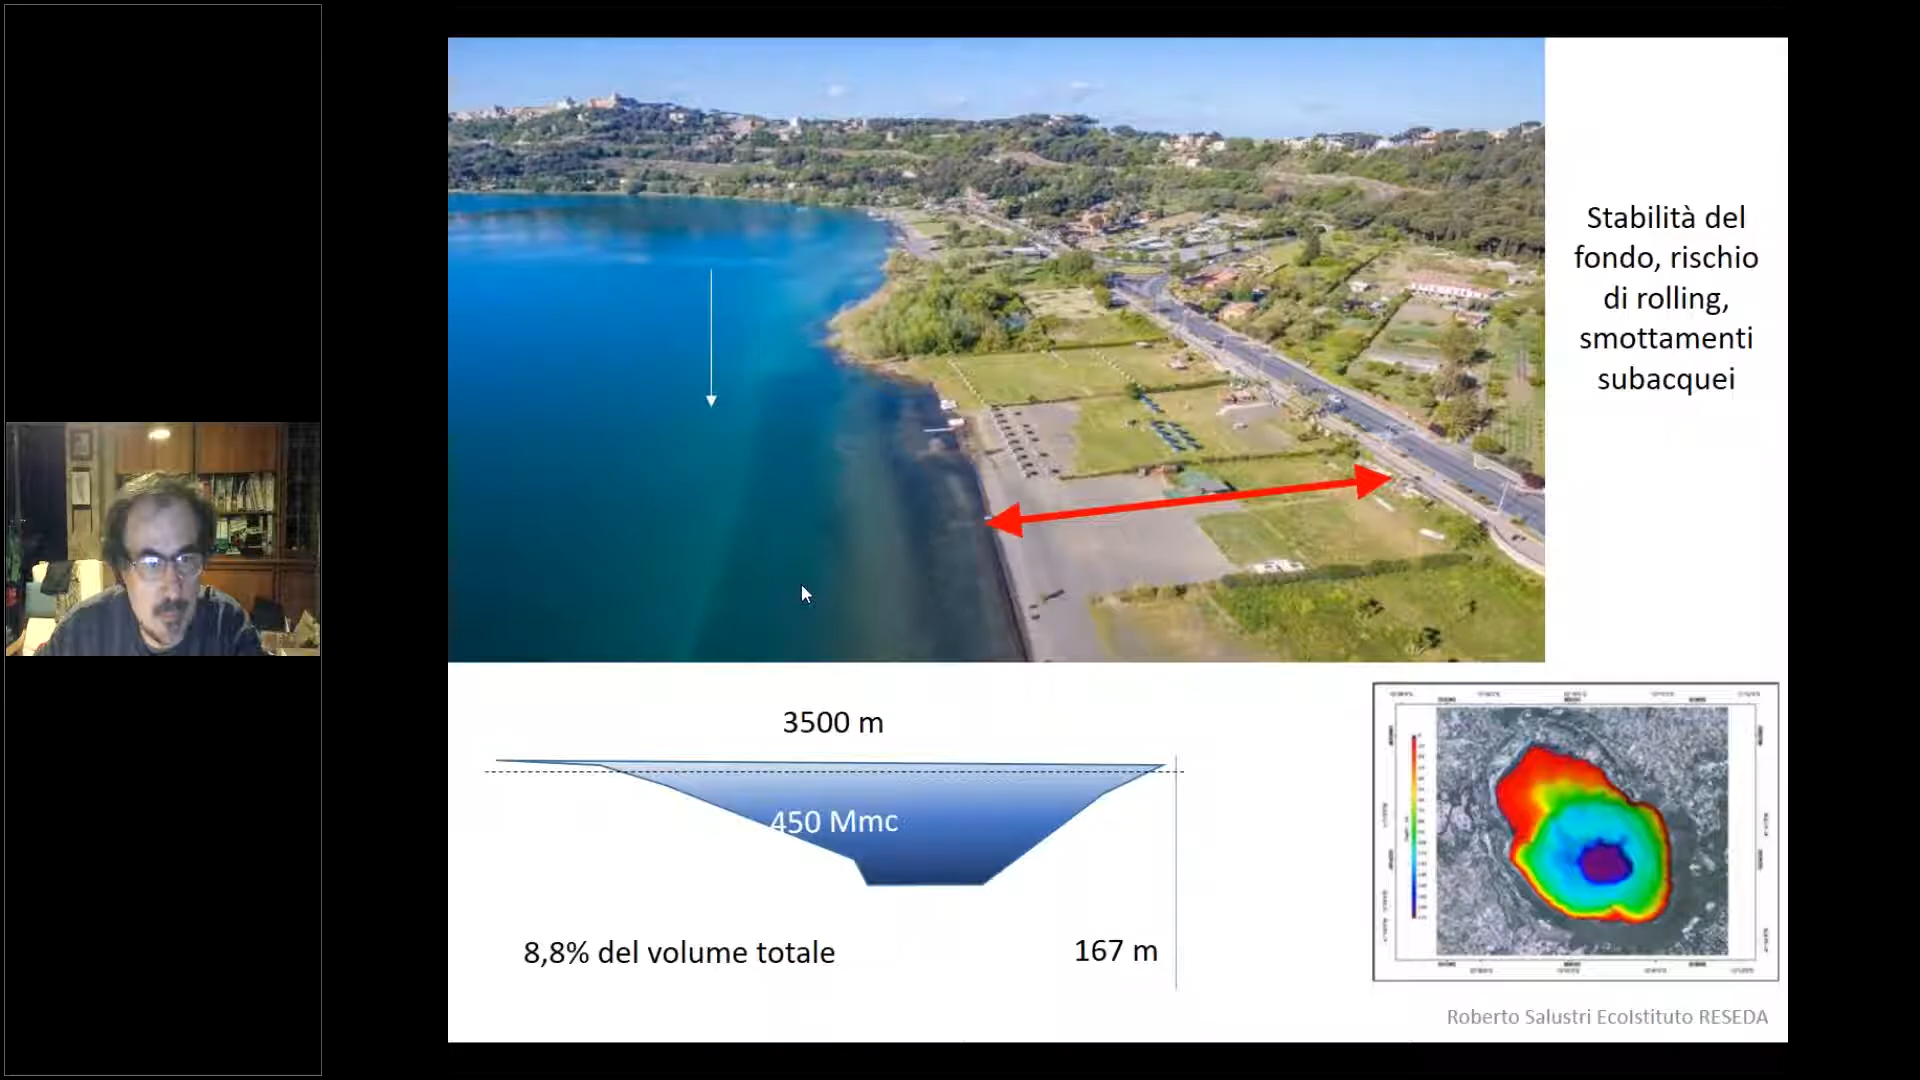 Stabilità del
fondo, rischio
di rolling,
smottamenti
subacquei
3500 m
450 Mmc
8,8% del volume totale
167 m
Roberto Salustri EcoIstituto RESEDA